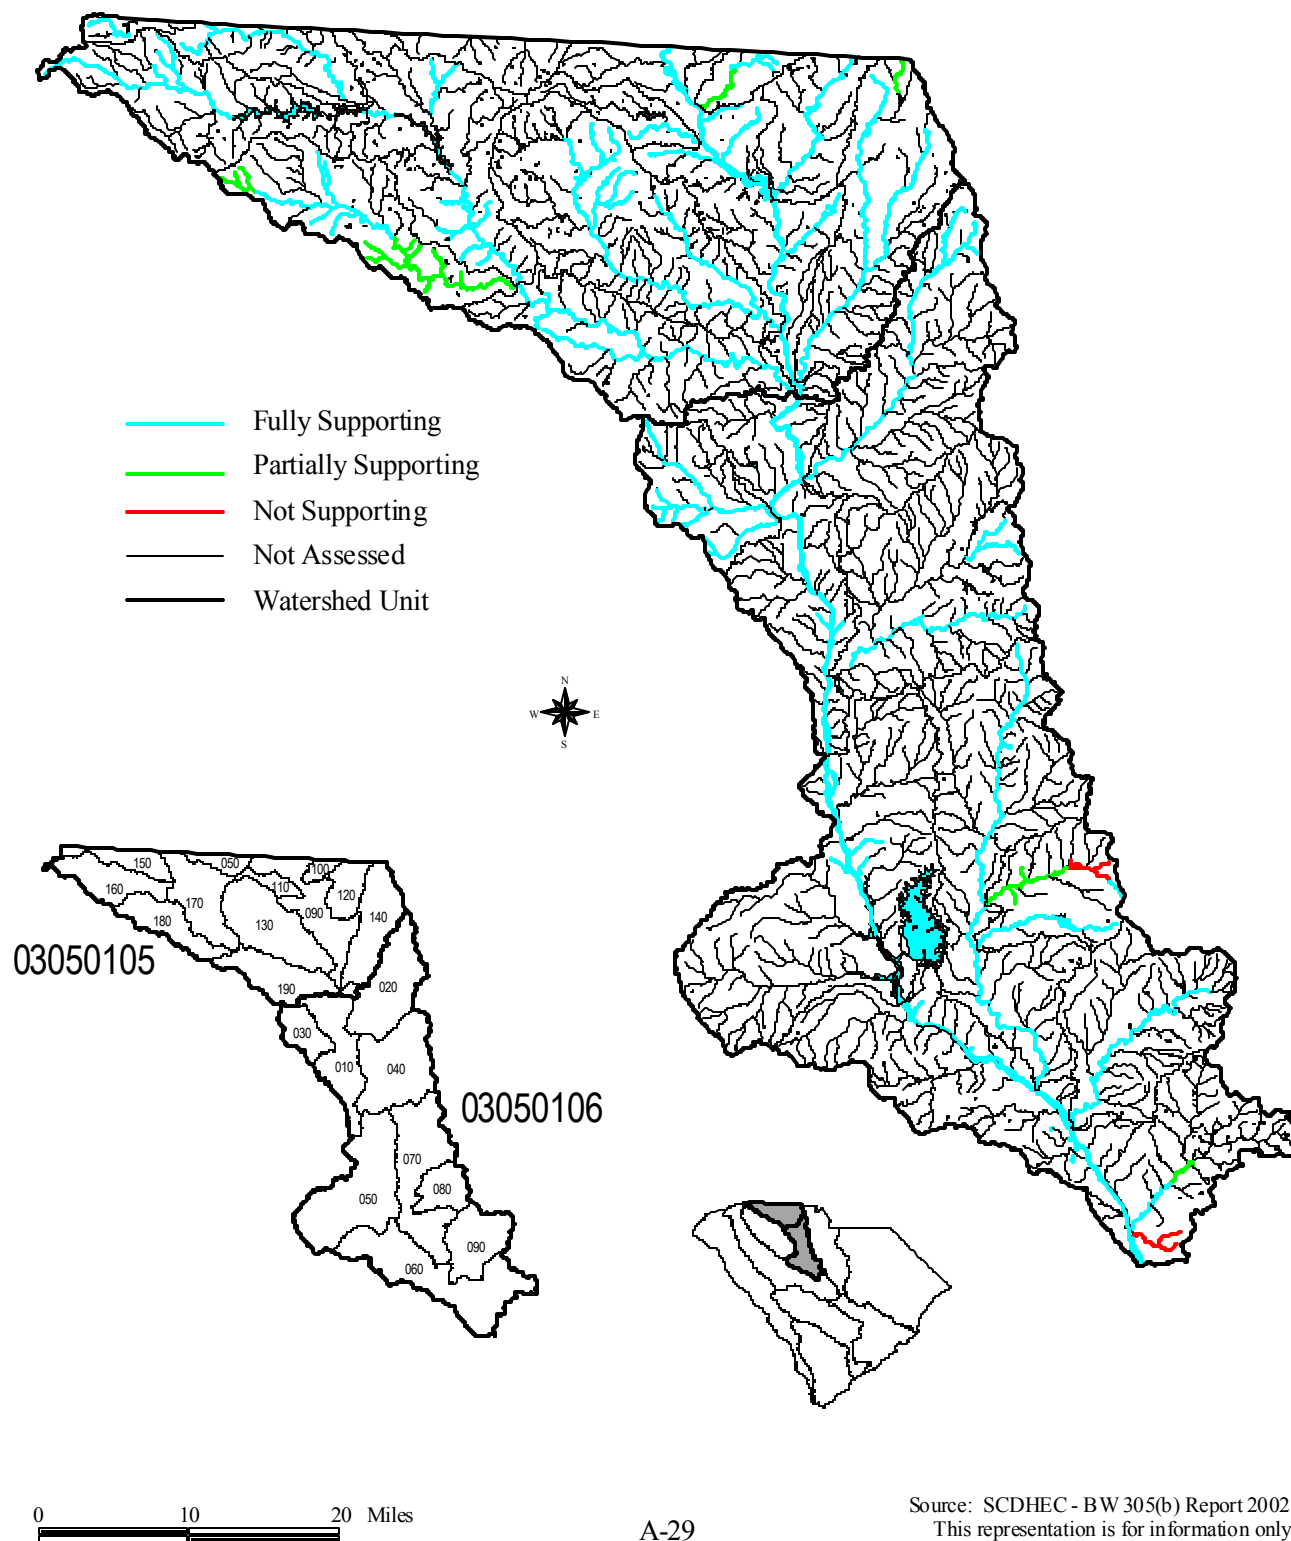 Fully Supporting
Partially Supporting
Not Supporting
Not Assessed
Watershed Unit
N
W E
S
150 050 100
160 110 120
170 090 140
180 130
03050105
190 020
030
010 040
03050106
070
050 080
090
060
0 10 20 Miles
A-29
Source: SCDHEC - BW 305(b) Report 2002
This representation is for information only